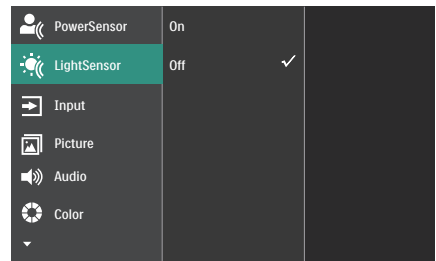 PowerSensor On
LightSensor Off
Input
Picture
Audio
Color